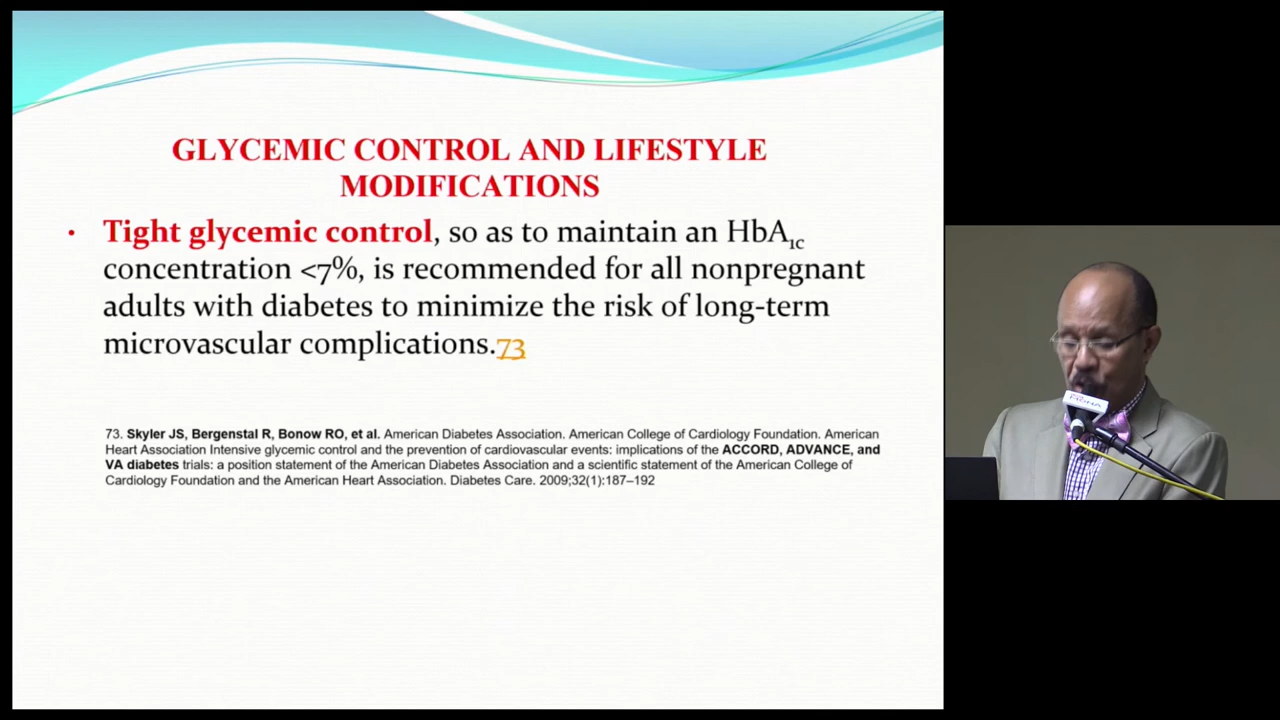 GLYCEMIC CONTROL AND LIFESTYLE
MODIFICATIONS
• Tight glycemic control, so as to maintain an HbA1c
concentration <7%, is recommended for all nonpregnant
adults with diabetes to minimize the risk of long-term
microvascular complications.73
73. Skyler JS, Bergenstal R, Bonow RO, et al. American Diabetes Association. American College of Cardiology Foundation. American
Heart Association Intensive glycemic control and the prevention of cardiovascular events: implications of the ACCORD, ADVANCE, and
VA diabetes trials: a position statement of the American Diabetes Association and a scientific statement of the American College of
Cardiology Foundation and the American Heart Association. Diabetes Care. 2009;32(1):187–192